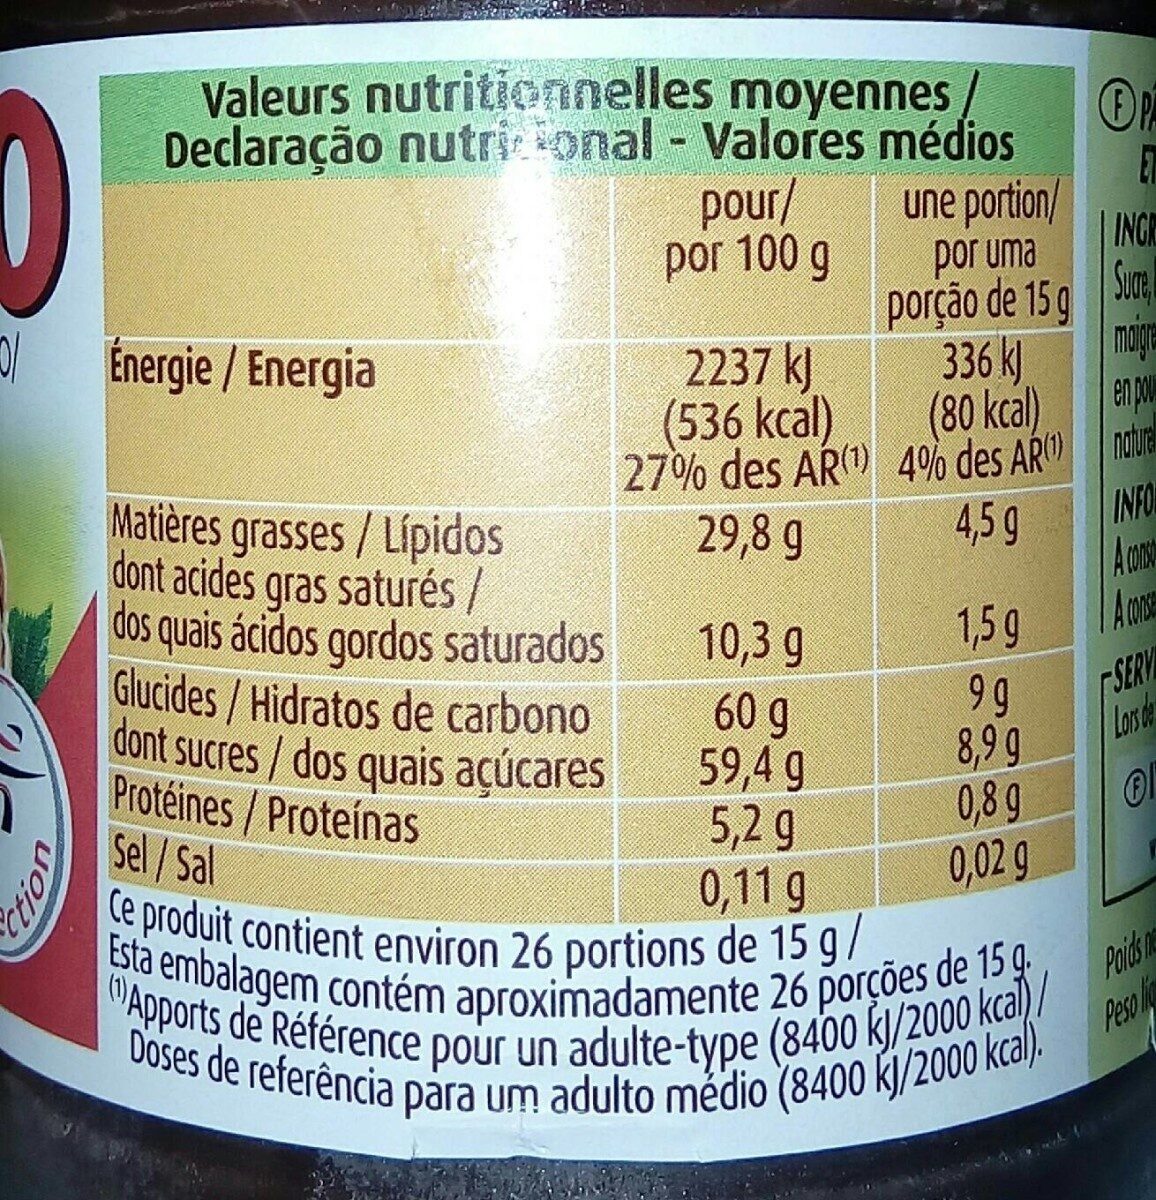 Valeurs nutritionnelles moyennes /
Declaração nutricional - Valores médios
pour/
por 100 g
une portion/
por uma
porção de 15 g
Énergie / Energia
2237 kJ
(536 kcal)
27% des AR(1)
336 kJ
(80 kcal)
4% des AR(1)
Matières grasses / Lípidos
29,8 g
4,5 g
dont acides gras saturés /
dos quais ácidos gordos saturados
10,3 g
1,5 g
Glucides / Hidratos de carbono
60 g
9 g
dont sucres / dos quais açúcares
59,4 g
8,9 g
Protéines / Proteínas
5,2 g
0,8 g
Sel / Sal
0,11 g
0,02 g
Ce produit contient environ 26 portions de 15 g /
Esta embalagem contém aproximadamente 26 porções de 15 g.
(1)Apports de Référence pour un adulte-type (8400 kJ/2000 kcal) /
Doses de referência para um adulto médio (8400 kJ/2000 kcal).
Sucre,
en
A
A
Lors de
Poids
Peso